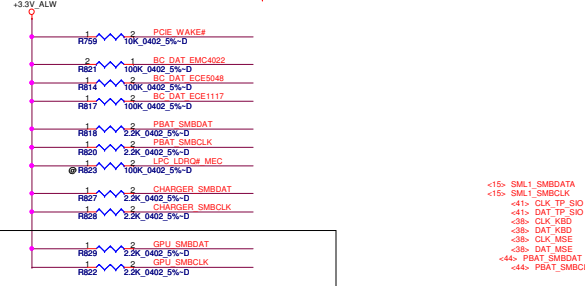 +3.3V_ALW
1 2 PCIE_WAKE#
R759 10K_0402_5%~D
2 1 BC_DAT_EMC4022
R821 100K_0402_5%~D
1 2 BC_DAT_ECE5048
R814 100K_0402_5%~D
1 2 BC_DAT_ECE1117
R817 100K_0402_5%~D
1 2 PBAT_SMBDAT
R818 2.2K_0402_5%~D
1 2 PBAT_SMBCLK
R820 2.2K_0402_5%~D
1 2 LPC_LDRQ#_MEC
@ R823 100K_0402_5%~D
1 2 CHARGER_SMBDAT
R827 2.2K_0402_5%~D
1 2 CHARGER_SMBCLK
R828 2.2K_0402_5%~D
1 2 GPU_SMBDAT
R829 2.2K_0402_5%~D
1 2 GPU_SMBCLK
R822 2.2K_0402_5%~D
<15> SML1_SMBDATA
<15> SML1_SMBCLK
<41> CLK_TP_SIO
<41> DAT_TP_SIO
<38> CLK_KBD
<38> DAT_KBD
<38> CLK_MSE
<38> DAT_MSE
<44> PBAT_SMBDAT
<44> PBAT_SMBCL